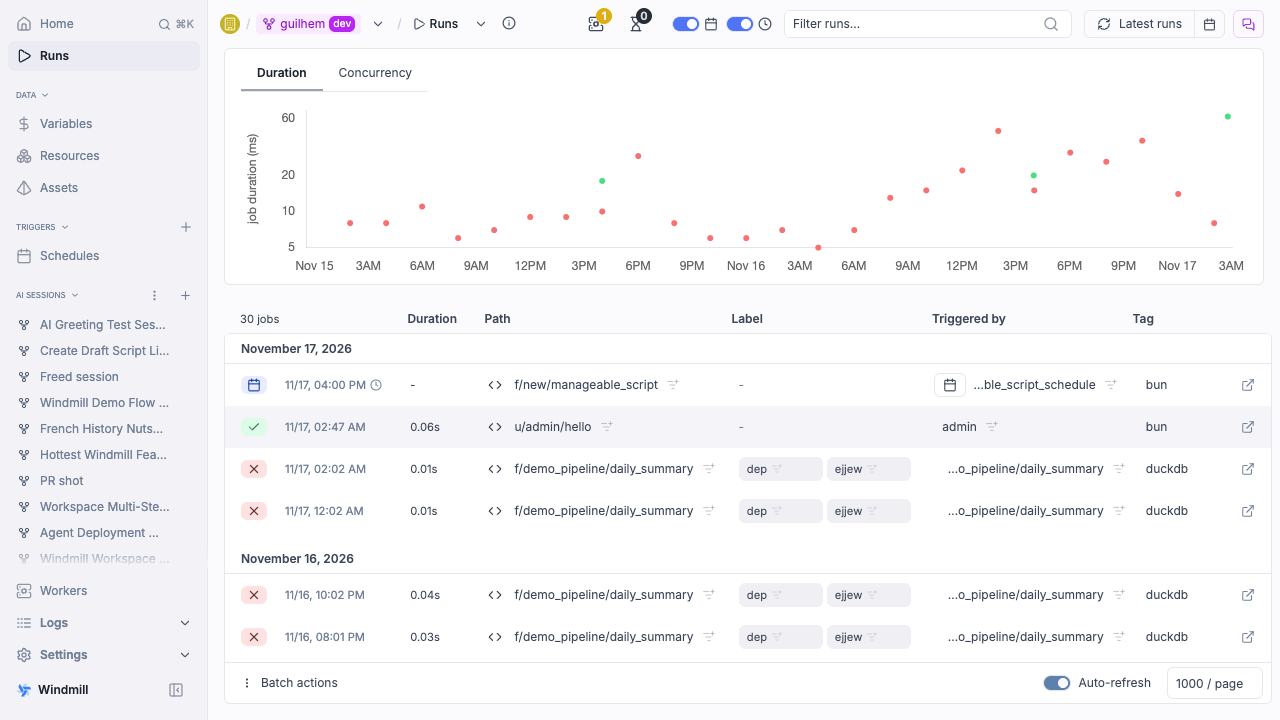 Home
⌘K
Runs
DATA
Variables
Resources
Assets
TRIGGERS
Schedules
AI SESSIONS
AI Greeting Test Ses...
Create Draft Script Li...
Freed session
Windmill Demo Flow ...
French History Nuts...
Hottest Windmill Fea...
PR shot
Workspace Multi-Ste...
Agent Deployment ...
Windmill Workspace ...
Workers
Logs
Settings
Windmill
/ guilhem dev / Runs
1
0
Filter runs...
Latest runs
Duration Concurrency
job duration (ms)
60
20
10
5
Nov 15 3AM 6AM 9AM 12PM 3PM 6PM 9PM Nov 16 3AM 6AM 9AM 12PM 3PM 6PM 9PM Nov 17 3AM
30 jobs Duration Path Label Triggered by Tag
November 17, 2026
11/17, 04:00 PM - f/new/manageable_script - ...ble_script_schedule bun
11/17, 02:47 AM 0.06s u/admin/hello - admin bun
11/17, 02:02 AM 0.01s f/demo_pipeline/daily_summary dep ejjew ...o_pipeline/daily_summary duckdb
11/17, 12:02 AM 0.01s f/demo_pipeline/daily_summary dep ejjew ...o_pipeline/daily_summary duckdb
November 16, 2026
11/16, 10:02 PM 0.04s f/demo_pipeline/daily_summary dep ejjew ...o_pipeline/daily_summary duckdb
11/16, 08:01 PM 0.03s f/demo_pipeline/daily_summary dep ejjew ...o_pipeline/daily_summary duckdb
Batch actions
Auto-refresh
1000 / page